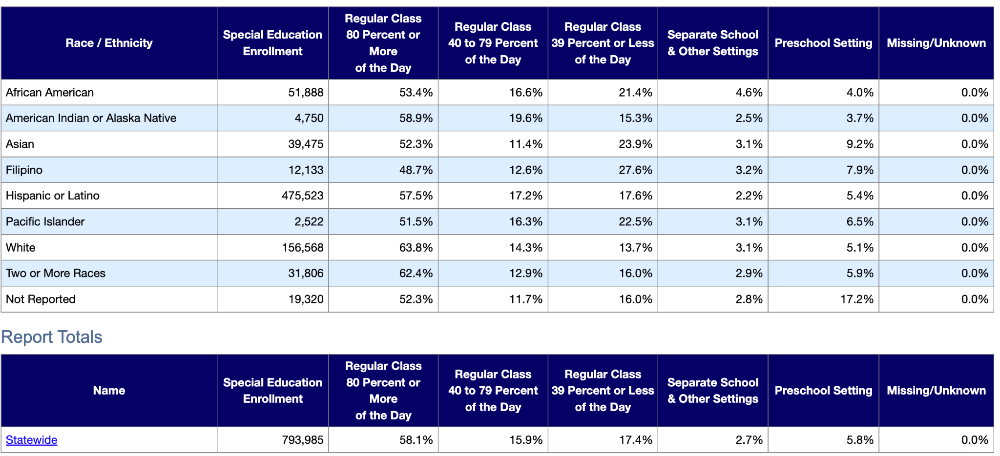 Race / Ethnicity Special Education Enrollment Regular Class 80 Percent or More of the Day Regular Class 40 to 79 Percent of the Day Regular Class 39 Percent or Less of the Day Separate School & Other Settings Preschool Setting Missing/Unknown
African American 51,888 53.4% 16.6% 21.4% 4.6% 4.0% 0.0%
American Indian or Alaska Native 4,750 58.9% 19.6% 15.3% 2.5% 3.7% 0.0%
Asian 39,475 52.3% 11.4% 23.9% 3.1% 9.2% 0.0%
Filipino 12,133 48.7% 12.6% 27.6% 3.2% 7.9% 0.0%
Hispanic or Latino 475,523 57.5% 17.2% 17.6% 2.2% 5.4% 0.0%
Pacific Islander 2,522 51.5% 16.3% 22.5% 3.1% 6.5% 0.0%
White 156,568 63.8% 14.3% 13.7% 3.1% 5.1% 0.0%
Two or More Races 31,806 62.4% 12.9% 16.0% 2.9% 5.9% 0.0%
Not Reported 19,320 52.3% 11.7% 16.0% 2.8% 17.2% 0.0%
Report Totals
Name Special Education Enrollment Regular Class 80 Percent or More of the Day Regular Class 40 to 79 Percent of the Day Regular Class 39 Percent or Less of the Day Separate School & Other Settings Preschool Setting Missing/Unknown
Statewide 793,985 58.1% 15.9% 17.4% 2.7% 5.8% 0.0%